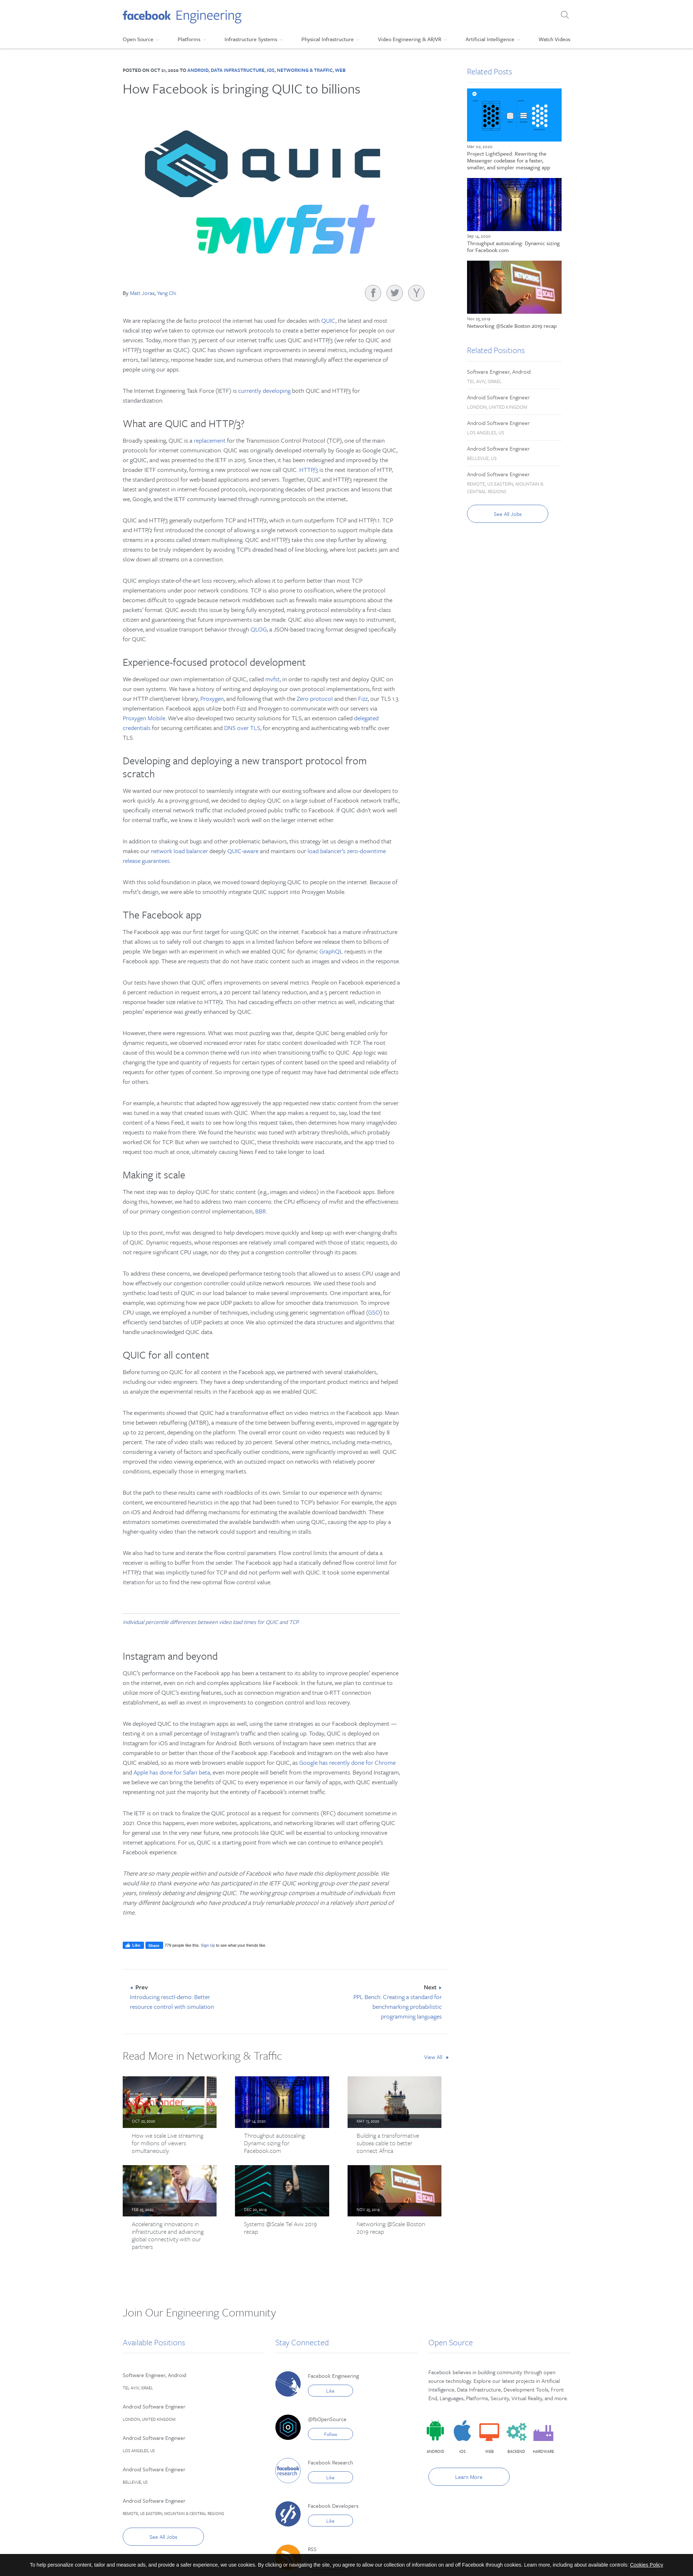 facebook Engineering
Open Source
Platforms
Infrastructure Systems
Physical Infrastructure
Video Engineering & AR/VR
Artificial Intelligence
Watch Videos
POSTED ON OCT 21, 2020 TO ANDROID, DATA INFRASTRUCTURE, IOS, NETWORKING & TRAFFIC, WEB
How Facebook is bringing QUIC to billions
QUIC
mvfst
By Matt Joras, Yang Chi
We are replacing the de facto protocol the internet has used for decades with QUIC, the latest and most
radical step we've taken to optimize our network protocols to create a better experience for people on our
services. Today, more than 75 percent of our internet traffic uses QUIC and HTTP/3 (we refer to QUIC and
HTTP/3 together as QUIC). QUIC has shown significant improvements in several metrics, including request
errors, tail latency, response header size, and numerous others that meaningfully affect the experience of
people using our apps.
The Internet Engineering Task Force (IETF) is currently developing both QUIC and HTTP/3 for
standardization.
What are QUIC and HTTP/3?
Broadly speaking, QUIC is a replacement for the Transmission Control Protocol (TCP), one of the main
protocols for internet communication. QUIC was originally developed internally by Google as Google QUIC,
or gQUIC, and was presented to the IETF in 2015. Since then, it has been redesigned and improved by the
broader IETF community, forming a new protocol we now call QUIC. HTTP/3 is the next iteration of HTTP,
the standard protocol for web-based applications and servers. Together, QUIC and HTTP/3 represent the
latest and greatest in internet-focused protocols, incorporating decades of best practices and lessons that
we, Google, and the IETF community learned through running protocols on the internet.
QUIC and HTTP/3 generally outperform TCP and HTTP/2, which in turn outperform TCP and HTTP/1.1. TCP
and HTTP/2 first introduced the concept of allowing a single network connection to support multiple data
streams in a process called stream multiplexing. QUIC and HTTP/3 take this one step further by allowing
streams to be truly independent by avoiding TCP's dreaded head of line blocking, where lost packets jam and
slow down all streams on a connection.
QUIC employs state-of-the-art loss recovery, which allows it to perform better than most TCP
implementations under poor network conditions. TCP is also prone to ossification, where the protocol
becomes difficult to upgrade because network middleboxes such as firewalls make assumptions about the
packets' format. QUIC avoids this issue by being fully encrypted, making protocol extensibility a first-class
citizen and guaranteeing that future improvements can be made. QUIC also allows new ways to instrument,
observe, and visualize transport behavior through QLOG, a JSON-based tracing format designed specifically
for QUIC.
Experience-focused protocol development
We developed our own implementation of QUIC, called mvfst, in order to rapidly test and deploy QUIC on
our own systems. We have a history of writing and deploying our own protocol implementations, first with
our HTTP client/server library, Proxygen, and following that with the Zero protocol and then Fizz, our TLS 1.3
implementation. Facebook apps utilize both Fizz and Proxygen to communicate with our servers via
Proxygen Mobile. We've also developed two security solutions for TLS, an extension called delegated
credentials for securing certificates and DNS over TLS, for encrypting and authenticating web traffic over
TLS.
Developing and deploying a new transport protocol from
scratch
We wanted our new protocol to seamlessly integrate with our existing software and allow our developers to
work quickly. As a proving ground, we decided to deploy QUIC on a large subset of Facebook network traffic,
specifically internal network traffic that included proxied public traffic to Facebook. If QUIC didn't work well
for internal traffic, we knew it likely wouldn't work well on the larger internet either.
In addition to shaking out bugs and other problematic behaviors, this strategy let us design a method that
makes our network load balancer deeply QUIC-aware and maintains our load balancer's zero-downtime
release guarantees.
With this solid foundation in place, we moved toward deploying QUIC to people on the internet. Because of
mvfst's design, we were able to smoothly integrate QUIC support into Proxygen Mobile.
The Facebook app
The Facebook app was our first target for using QUIC on the internet. Facebook has a mature infrastructure
that allows us to safely roll out changes to apps in a limited fashion before we release them to billions of
people. We began with an experiment in which we enabled QUIC for dynamic GraphQL requests in the
Facebook app. These are requests that do not have static content such as images and videos in the response.
Our tests have shown that QUIC offers improvements on several metrics. People on Facebook experienced a
6 percent reduction in request errors, a 20 percent tail latency reduction, and a 5 percent reduction in
response header size relative to HTTP/2. This had cascading effects on other metrics as well, indicating that
peoples' experience was greatly enhanced by QUIC.
However, there were regressions. What was most puzzling was that, despite QUIC being enabled only for
dynamic requests, we observed increased error rates for static content downloaded with TCP. The root
cause of this would be a common theme we'd run into when transitioning traffic to QUIC: App logic was
changing the type and quantity of requests for certain types of content based on the speed and reliability of
requests for other types of content. So improving one type of request may have had detrimental side effects
for others.
For example, a heuristic that adapted how aggressively the app requested new static content from the server
was tuned in a way that created issues with QUIC. When the app makes a request to, say, load the text
content of a News Feed, it waits to see how long this request takes, then determines how many image/video
requests to make from there. We found the heuristic was tuned with arbitrary thresholds, which probably
worked OK for TCP. But when we switched to QUIC, these thresholds were inaccurate, and the app tried to
request too much at once, ultimately causing News Feed to take longer to load.
Making it scale
The next step was to deploy QUIC for static content (e.g., images and videos) in the Facebook apps. Before
doing this, however, we had to address two main concerns: the CPU efficiency of mvfst and the effectiveness
of our primary congestion control implementation, BBR.
Up to this point, mvfst was designed to help developers move quickly and keep up with ever-changing drafts
of QUIC. Dynamic requests, whose responses are relatively small compared with those of static requests, do
not require significant CPU usage, nor do they put a congestion controller through its paces.
To address these concerns, we developed performance testing tools that allowed us to assess CPU usage and
how effectively our congestion controller could utilize network resources. We used these tools and
synthetic load tests of QUIC in our load balancer to make several improvements. One important area, for
example, was optimizing how we pace UDP packets to allow for smoother data transmission. To improve
CPU usage, we employed a number of techniques, including using generic segmentation offload (GSO) to
efficiently send batches of UDP packets at once. We also optimized the data structures and algorithms that
handle unacknowledged QUIC data.
QUIC for all content
Before turning on QUIC for all content in the Facebook app, we partnered with several stakeholders,
including our video engineers. They have a deep understanding of the important product metrics and helped
us analyze the experimental results in the Facebook app as we enabled QUIC.
The experiments showed that QUIC had a transformative effect on video metrics in the Facebook app. Mean
time between rebuffering (MTBR), a measure of the time between buffering events, improved in aggregate by
up to 22 percent, depending on the platform. The overall error count on video requests was reduced by 8
percent. The rate of video stalls was reduced by 20 percent. Several other metrics, including meta-metrics,
considering a variety of factors and specifically outlier conditions, were significantly improved as well. QUIC
improved the video viewing experience, with an outsized impact on networks with relatively poorer
conditions, especially those in emerging markets.
But the path to these results came with roadblocks of its own. Similar to our experience with dynamic
content, we encountered heuristics in the app that had been tuned to TCP's behavior. For example, the apps
on iOS and Android had differing mechanisms for estimating the available download bandwidth. These
estimators sometimes overestimated the available bandwidth when using QUIC, causing the app to play a
higher-quality video than the network could support and resulting in stalls.
We also had to tune and iterate the flow control parameters. Flow control limits the amount of data a
receiver is willing to buffer from the sender. The Facebook app had a statically defined flow control limit for
HTTP/2 that was implicitly tuned for TCP and did not perform well with QUIC. It took some experimental
iteration for us to find the new optimal flow control value.
Individual percentile differences between video load times for QUIC and TCP.
Instagram and beyond
QUIC's performance on the Facebook app has been a testament to its ability to improve peoples' experience
on the internet, even on rich and complex applications like Facebook. In the future, we plan to continue to
utilize more of QUIC's existing features, such as connection migration and true 0-RTT connection
establishment, as well as invest in improvements to congestion control and loss recovery.
We deployed QUIC to the Instagram apps as well, using the same strategies as our Facebook deployment —
testing it on a small percentage of Instagram's traffic and then scaling up. Today, QUIC is deployed on
Instagram for iOS and Instagram for Android. Both versions of Instagram have seen metrics that are
comparable to or better than those of the Facebook app. Facebook and Instagram on the web also have
QUIC enabled, so as more web browsers enable support for QUIC, as Google has recently done for Chrome
and Apple has done for Safari beta, even more people will benefit from the improvements. Beyond Instagram,
we believe we can bring the benefits of QUIC to every experience in our family of apps, with QUIC eventually
representing not just the majority but the entirety of Facebook's internet traffic.
The IETF is on track to finalize the QUIC protocol as a request for comments (RFC) document sometime in
2021. Once this happens, even more websites, applications, and networking libraries will start offering QUIC
for general use. In the very near future, new protocols like QUIC will be essential to unlocking innovative
internet applications. For us, QUIC is a starting point from which we can continue to enhance people's
Facebook experience.
There are so many people within and outside of Facebook who have made this deployment possible. We
would like to thank everyone who has participated in the IETF QUIC working group over the past several
years, tirelessly debating and designing QUIC. The working group comprises a multitude of individuals from
many different backgrounds who have produced a truly remarkable protocol in a relatively short period of
time.
Like Share 779 people like this. Sign Up to see what your friends like.
Prev
Introducing resctl-demo: Better
resource control with simulation
Next
PPL Bench: Creating a standard for
benchmarking probabilistic
programming languages
Read More in Networking & Traffic
View All
OCT 22, 2020
How we scale Live streaming
for millions of viewers
simultaneously
SEP 14, 2020
Throughput autoscaling:
Dynamic sizing for
Facebook.com
MAY 13, 2020
Building a transformative
subsea cable to better
connect Africa
Accelerating innovations in
infrastructure and advancing
global connectivity with our
partners
DEC 20, 2019
Systems @Scale Tel Aviv 2019
recap
NETWORKING
NOV 25, 2019
Networking @Scale Boston
2019 recap
Related Posts
Mar 02, 2020
Project LightSpeed: Rewriting the
Messenger codebase for a faster,
smaller, and simpler messaging app
Sep 14, 2020
Throughput autoscaling: Dynamic sizing
for Facebook.com
Nov 25, 2019
Networking @Scale Boston 2019 recap
Related Positions
Software Engineer, Android
TEL AVIV, ISRAEL
Android Software Engineer
LONDON, UNITED KINGDOM
Android Software Engineer
LOS ANGELES, US
Android Software Engineer
BELLEVUE, US
Android Software Engineer
REMOTE, US EASTERN, MOUNTAIN &
CENTRAL REGIONS
See All Jobs
Join Our Engineering Community
Available Positions
Software Engineer, Android
TEL AVIV, ISRAEL
Android Software Engineer
LONDON, UNITED KINGDOM
Android Software Engineer
LOS ANGELES, US
Android Software Engineer
BELLEVUE, US
Android Software Engineer
REMOTE, US EASTERN, MOUNTAIN & CENTRAL REGIONS
See All Jobs
Stay Connected
Facebook Engineering
Like
@fbOpenSource
Follow
facebook research
Facebook Research
Like
Facebook Developers
Like
RSS
Open Source
Facebook believes in building community through open
source technology. Explore our latest projects in Artificial
Intelligence, Data Infrastructure, Development Tools, Front
End, Languages, Platforms, Security, Virtual Reality, and more.
ANDROID
iOS
WEB
BACKEND
HARDWARE
Learn More
To help personalize content, tailor and measure ads, and provide a safer experience, we use cookies. By clicking or navigating the site, you agree to allow our collection of information on and off Facebook through cookies. Learn more, including about available controls: Cookies Policy